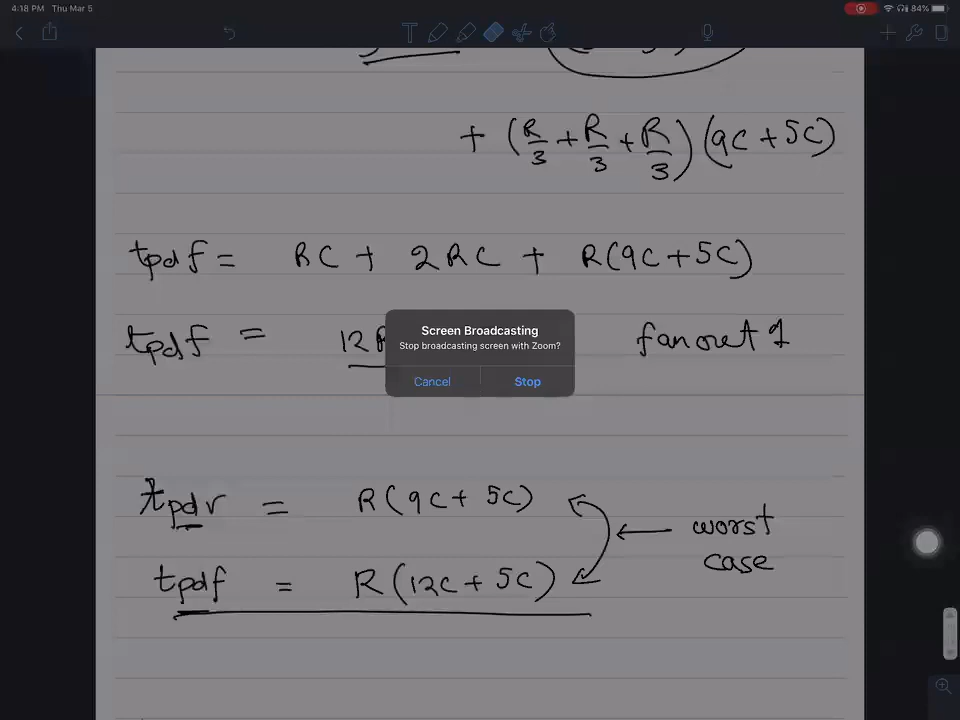 4:18 PM Thu Mar 5
84%
+ (R/3 + R/3 + R/3) (9C + 5C)
tpdf = RC + 2RC + R(9C + 5C)
Screen Broadcasting
Stop broadcasting screen with Zoom?
Cancel Stop
tpdf = 12R fanout 1
tpdr = R(9C + 5C)
worst
case
tpdf = R(12C + 5C)